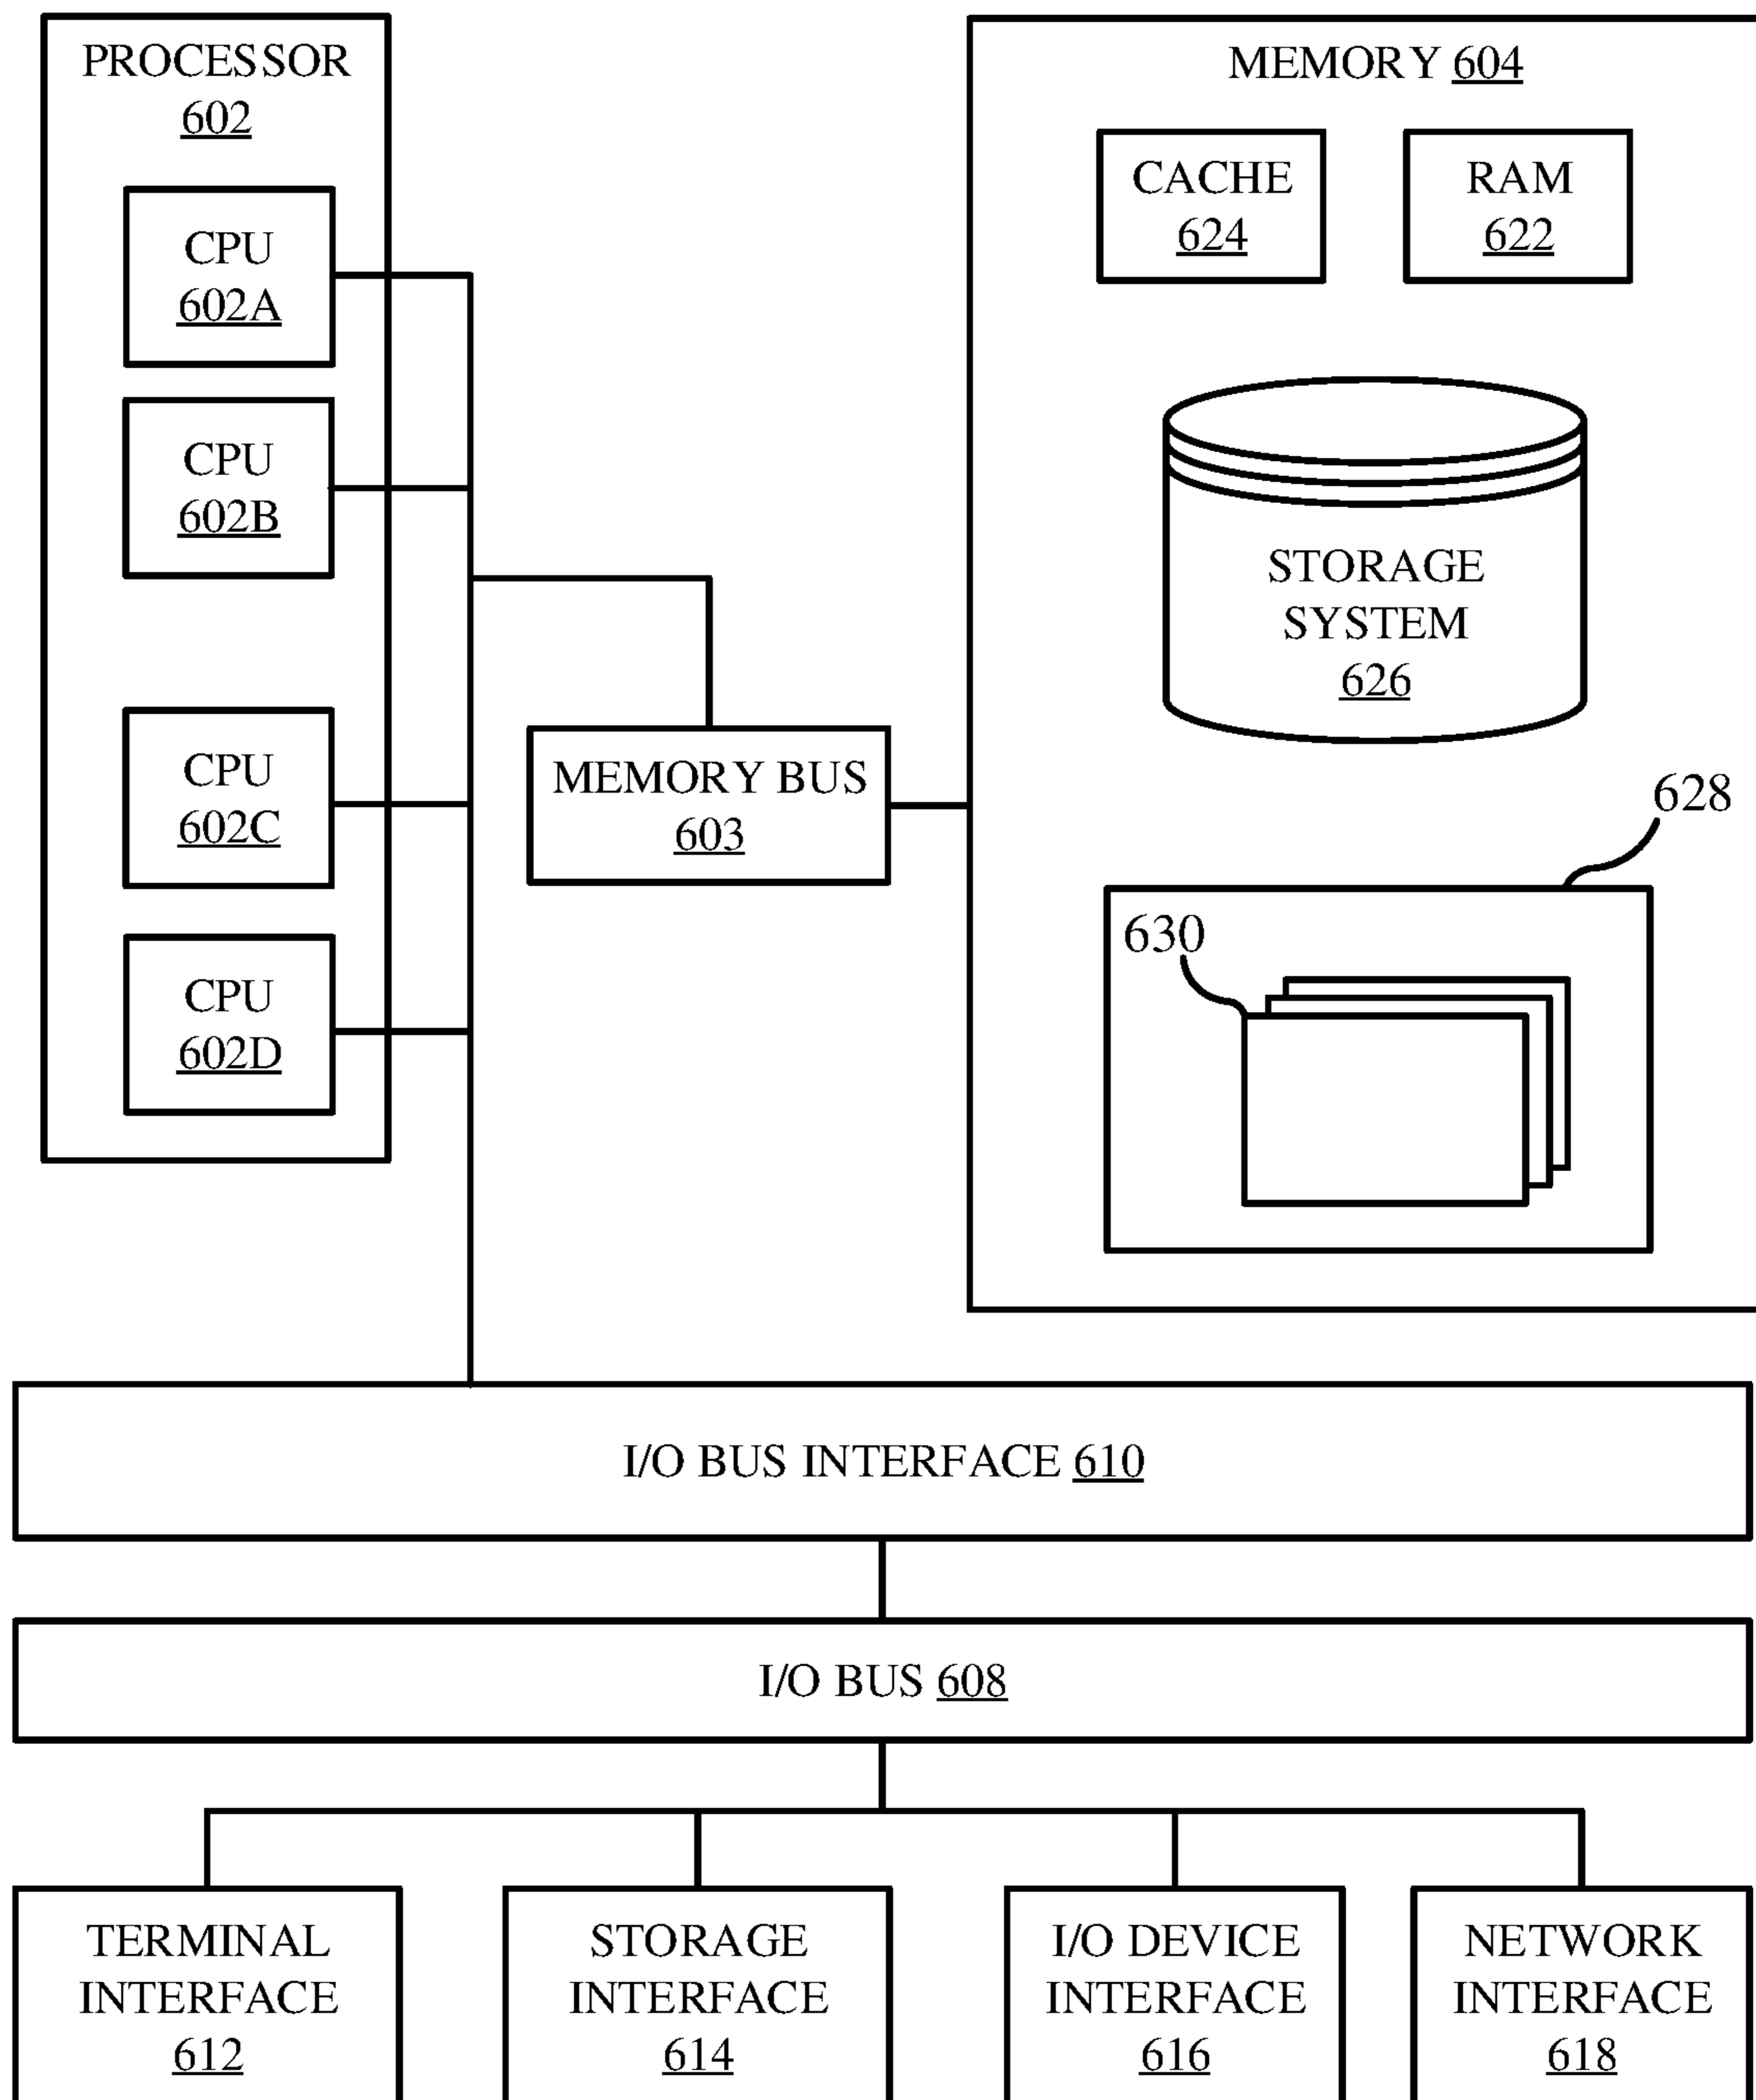 PROCESSOR
602
CPU
602A
CPU
602B
CPU
602C
CPU
602D
MEMORY BUS
603
MEMORY 604
CACHE
624
RAM
622
STORAGE
SYSTEM
626
628
630
I/O BUS INTERFACE 610
I/O BUS 608
TERMINAL
INTERFACE
612
STORAGE
INTERFACE
614
I/O DEVICE
INTERFACE
616
NETWORK
INTERFACE
618